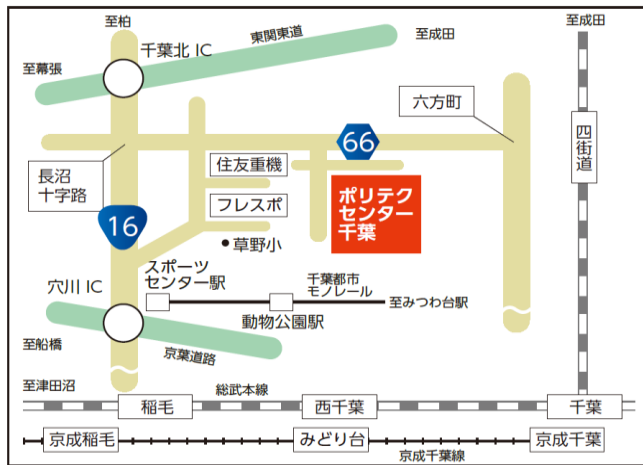 至柏
至成田
千葉北 IC
東関東道
至成田
至幕張
六方町
四街道
66
長沼
十字路
住友重機
フレスポ
ポリテク
センター
千葉
16
草野小
スポーツ
センター駅
千葉都市
モノレール
穴川 IC
至みつわ台駅
動物公園駅
至船橋
京葉道路
至津田沼
総武本線
稲毛
西千葉
千葉
京成稲毛
みどり台
京成千葉
京成千葉線